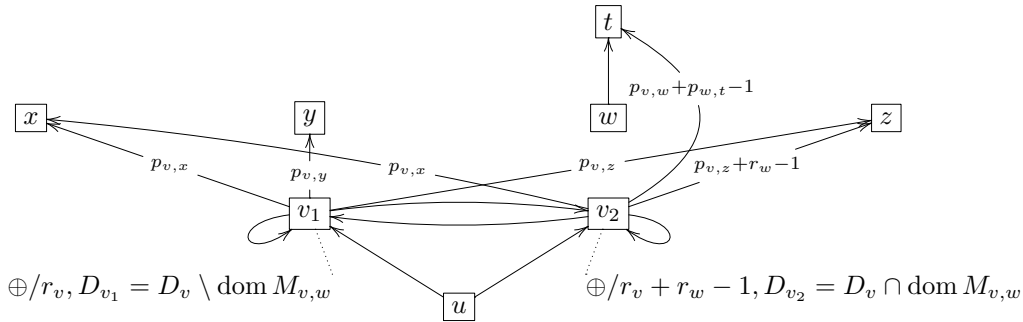 t
p_{v,w}+p_{w,t}−1
x y w z
p_{v,x} p_{v,y} p_{v,x} p_{v,z} p_{v,z}+r_w−1
v_1 v_2
⊕/r_v, D_{v_1} = D_v \ dom M_{v,w} u ⊕/r_v + r_w − 1, D_{v_2} = D_v ∩ dom M_{v,w}